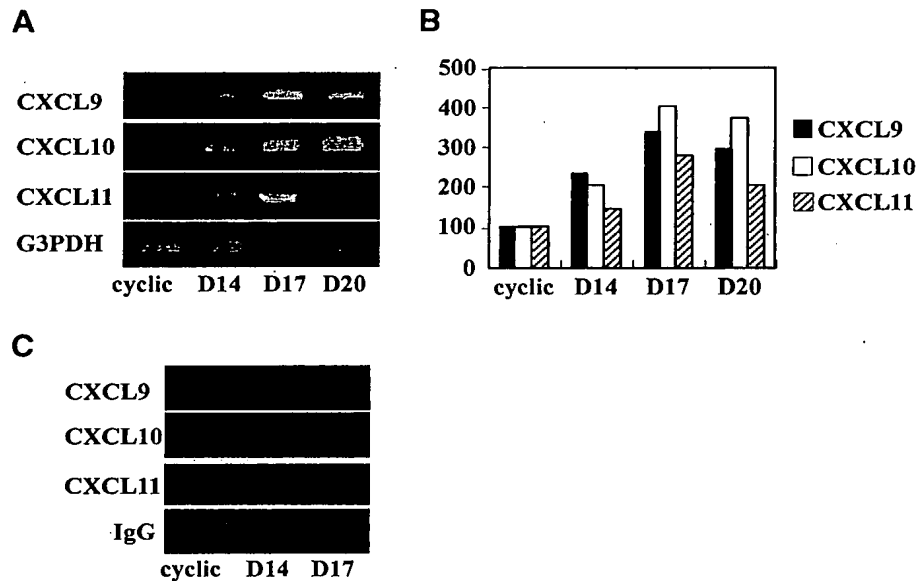 A
CXCL9
CXCL10
CXCL11
G3PDH
cyclic D14 D17 D20
B
500
400
300
200
100
0
cyclic D14 D17 D20
CXCL9
CXCL10
CXCL11
C
CXCL9
CXCL10
CXCL11
IgG
cyclic D14 D17